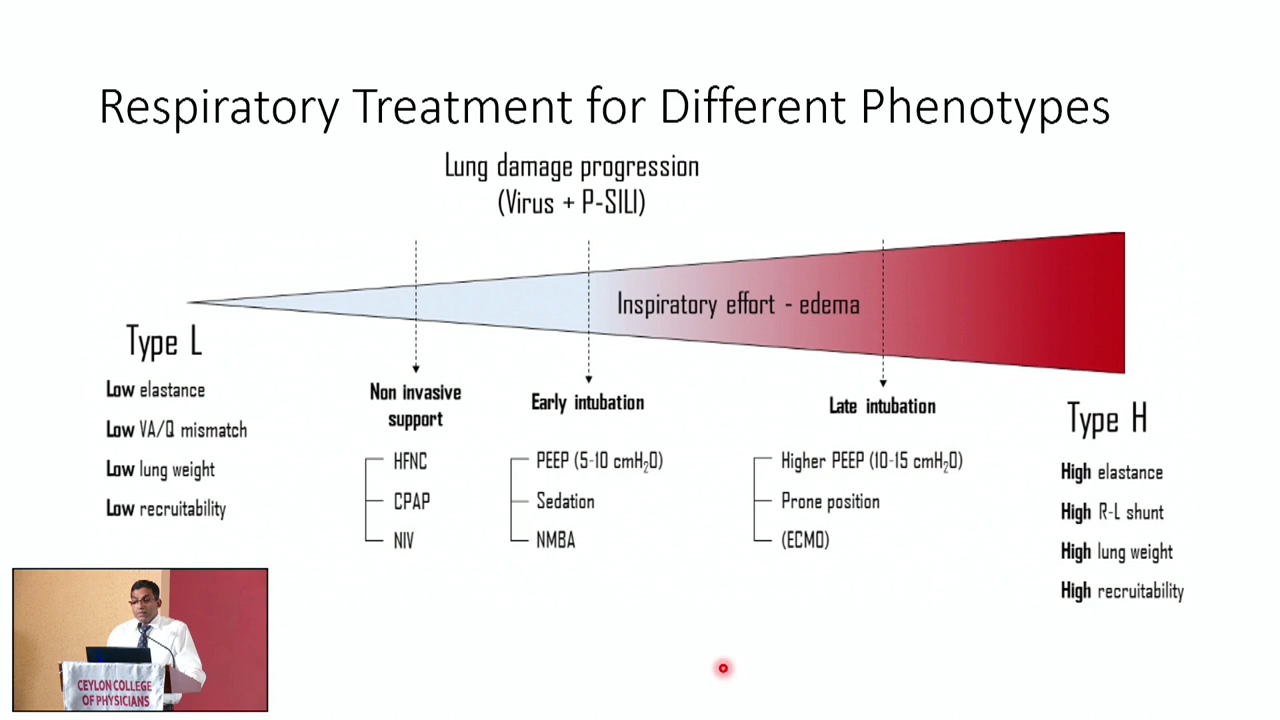 Respiratory Treatment for Different Phenotypes
Lung damage progression
(Virus + P-SILI)
Inspiratory effort - edema
Type L
Low elastance
Low VA/Q mismatch
Low lung weight
Low recruitability
Non invasive
support
HFNC
CPAP
NIV
Early intubation
PEEP (5-10 cmH₂O)
Sedation
NMBA
Late intubation
Higher PEEP (10-15 cmH₂O)
Prone position
(ECMO)
Type H
High elastance
High R-L shunt
High lung weight
High recruitability
CEYLON COLLEGE
OF PHYSICIANS